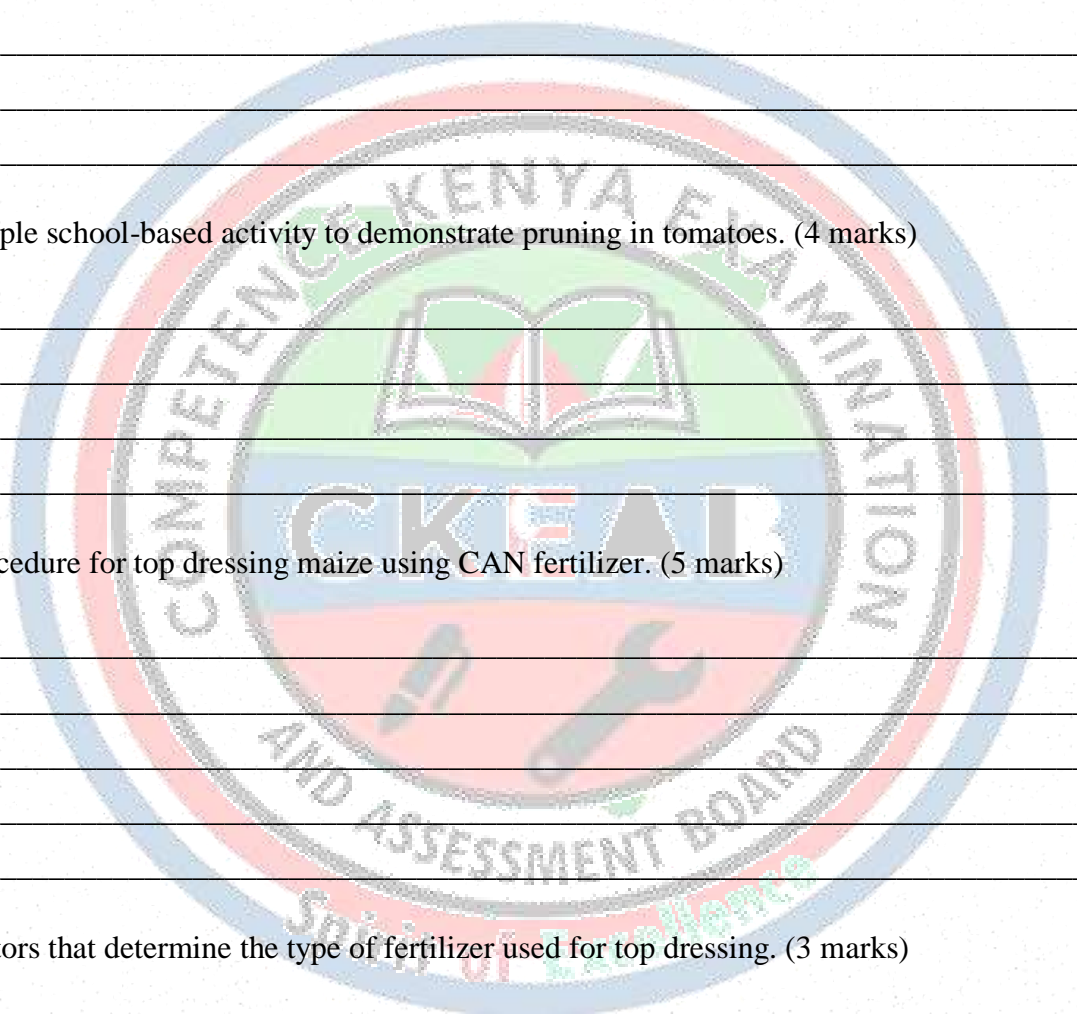 ple school-based activity to demonstrate pruning in tomatoes. (4 marks)
cedure for top dressing maize using CAN fertilizer. (5 marks)
tors that determine the type of fertilizer used for top dressing. (3 marks)
COMPETENCE KENYA EXAMINATION
CKEAB
AND ASSESSMENT BOARD
Spirit of Excellence